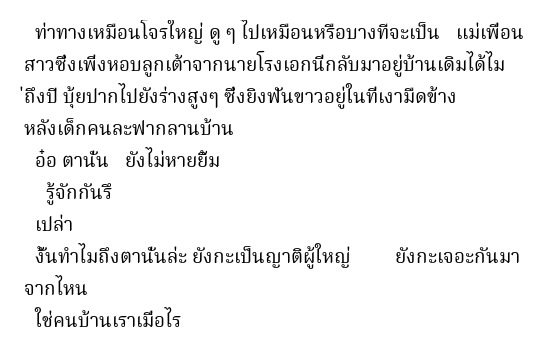 ท่าทางเหมือนโจรใหญ่ ดู ๆ ไปเหมือนหรือบางทีจะเป็น แม่เพื่อน
สาวซึ่งเพิ่งหอบลูกเต้าจากนายโรงเอกนีกลับมาอยู่บ้านเดิมได้ไม
่ถึงปี บุ้ยปากไปยังร่างสูงๆ ซึ่งยิงฟันขาวอยู่ในที่เงามืดข้าง
หลังเด็กคนละฟากลานบ้าน
อ๋อ ตานั่น ยังไม่หายยิ้ม
รู้จักกันรึ
เปล่า
งั้นทำไมถึงตานั่นล่ะ ยังกะเป็นญาติผู้ใหญ่ ยังกะเจอะกันมา
จากไหน
ใช่คนบ้านเราเมื่อไร